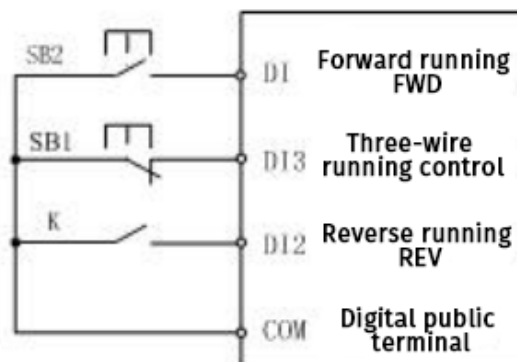 SB2
DI
Forward running
FWD
SB1
DI3
Three-wire
running control
K
DI2
Reverse running
REV
COM
Digital public
terminal